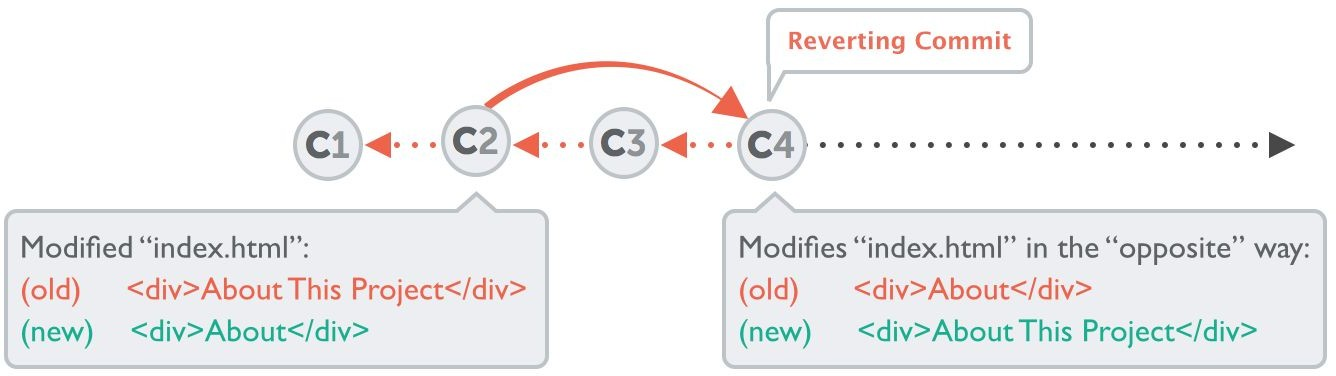 Reverting Commit
C1
C2
C3
C4
Modified “index.html”:
(old) <div>About This Project</div>
(new) <div>About</div>
Modifies “index.html” in the “opposite” way:
(old) <div>About</div>
(new) <div>About This Project</div>